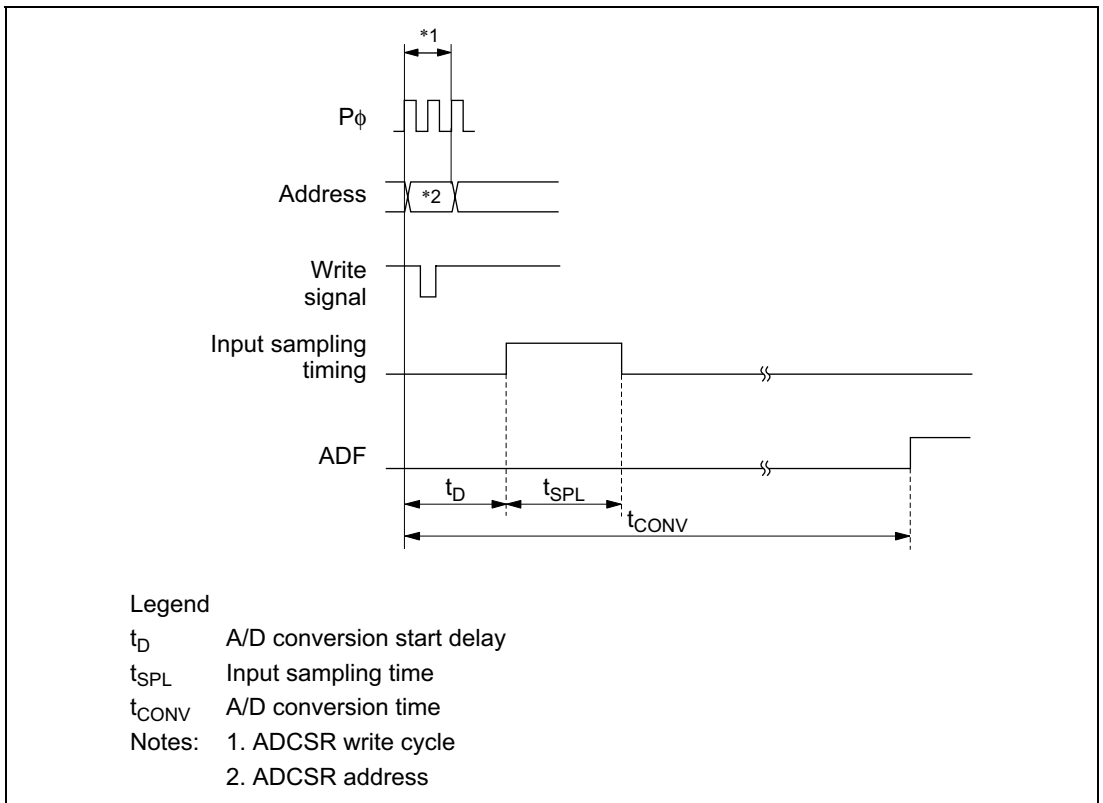 *1
Pϕ
Address
*2
Write
signal
Input sampling
timing
ADF
tD
tSPL
tCONV
Legend
tD A/D conversion start delay
tSPL Input sampling time
tCONV A/D conversion time
Notes: 1. ADCSR write cycle
2. ADCSR address